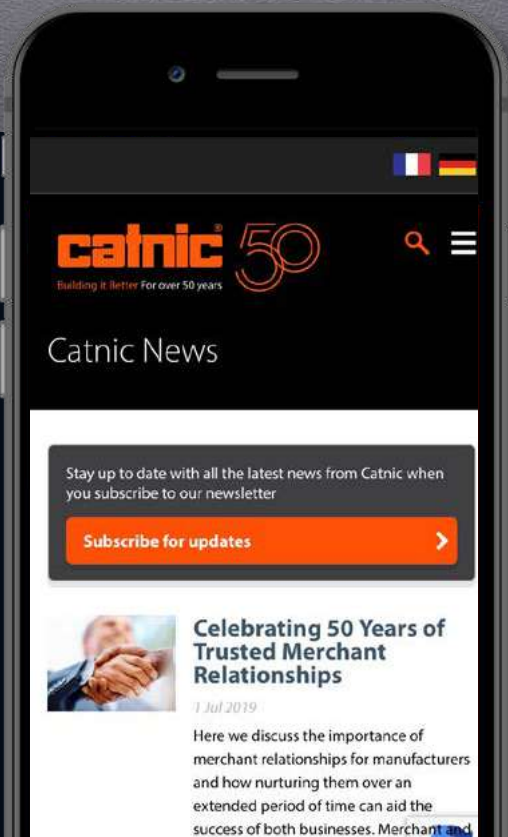 catnic® 50
Building it Better For over 50 years
Catnic News
Stay up to date with all the latest news from Catnic when
you subscribe to our newsletter
Subscribe for updates
Celebrating 50 Years of
Trusted Merchant
Relationships
1 Jul 2019
Here we discuss the importance of
merchant relationships for manufacturers
and how nurturing them over an
extended period of time can aid the
success of both businesses. Merchant and